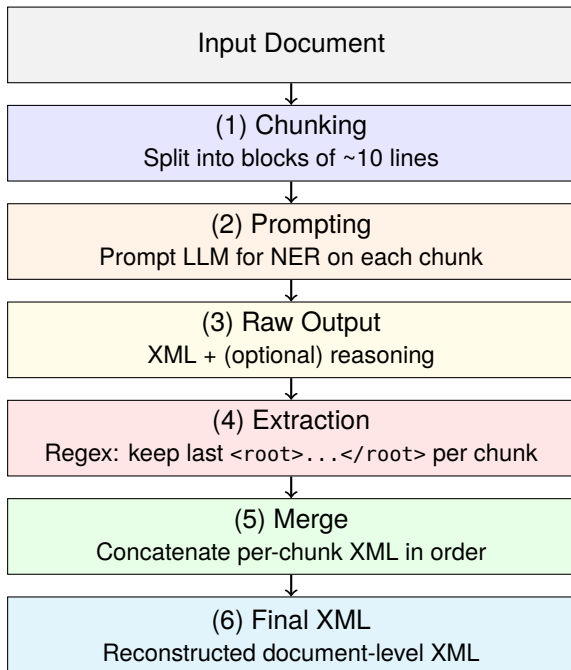 Input Document
(1) Chunking
Split into blocks of ~10 lines
(2) Prompting
Prompt LLM for NER on each chunk
(3) Raw Output
XML + (optional) reasoning
(4) Extraction
Regex: keep last <root>...</root> per chunk
(5) Merge
Concatenate per-chunk XML in order
(6) Final XML
Reconstructed document-level XML